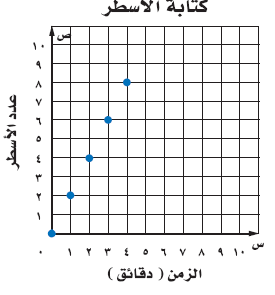 كتابة الأسطر
ص
١٠
٩
٨
٧
٦
٥
٤
٣
٢
١
عدد الأسطر
٠ ١ ٢ ٣ ٤ ٥ ٦ ٧ ٨ ٩ ١٠ س
الزمن ( دقائق )